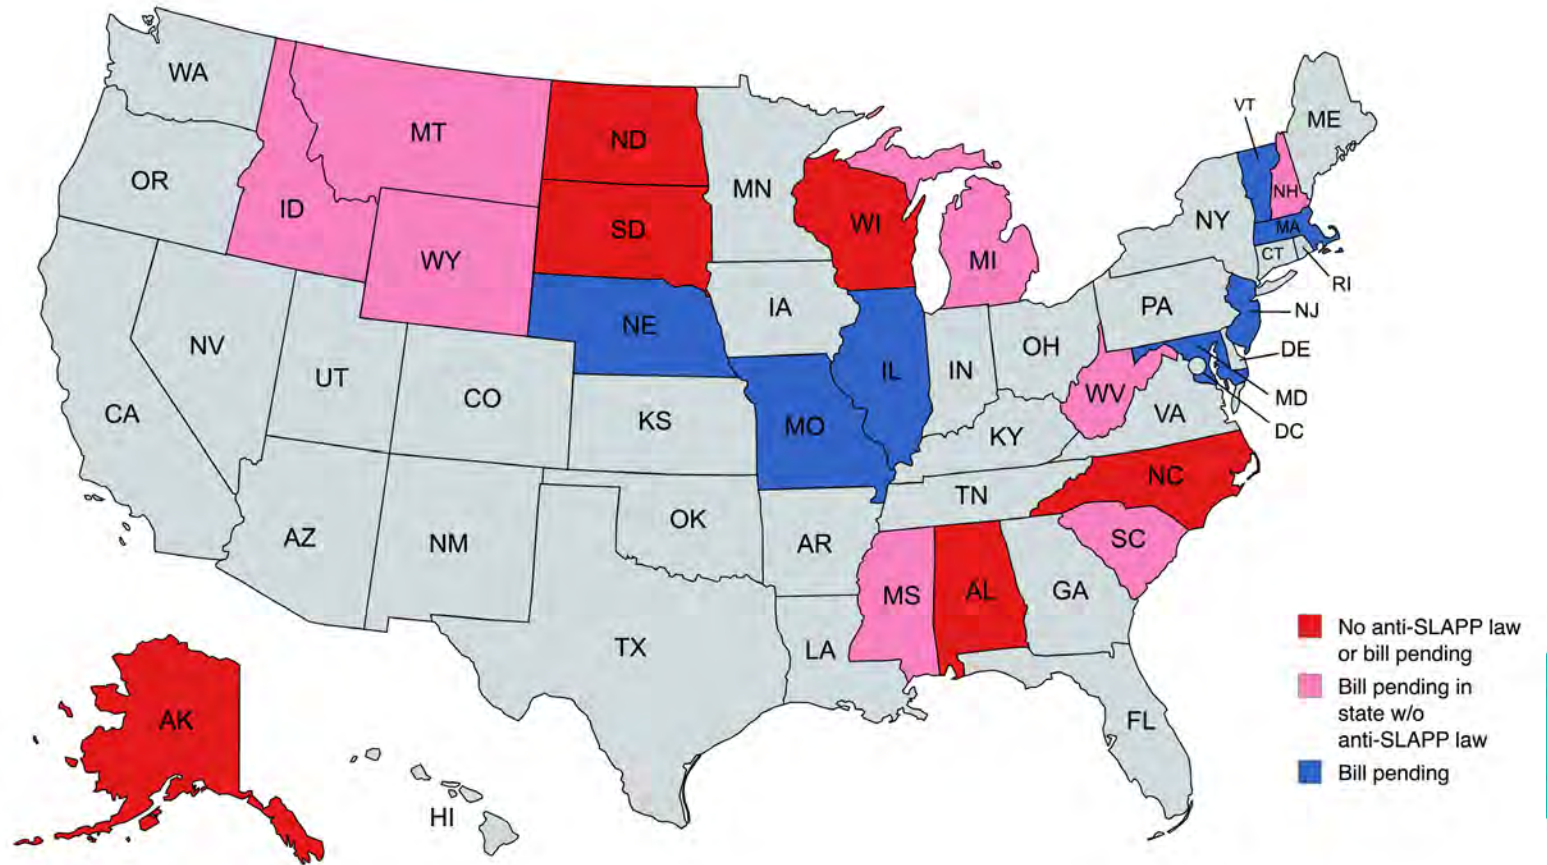 WA
OR
CA
NV
ID
MT
WY
UT
CO
AZ
NM
ND
SD
NE
KS
OK
TX
MN
IA
MO
AR
LA
WI
IL
MI
IN
OH
KY
TN
MS
AL
GA
FL
SC
NC
VA
WV
PA
NY
VT
NH
ME
MA
CT
RI
NJ
DE
MD
DC
AK
HI
No anti-SLAPP law
or bill pending
Bill pending in
state w/o
anti-SLAPP law
Bill pending